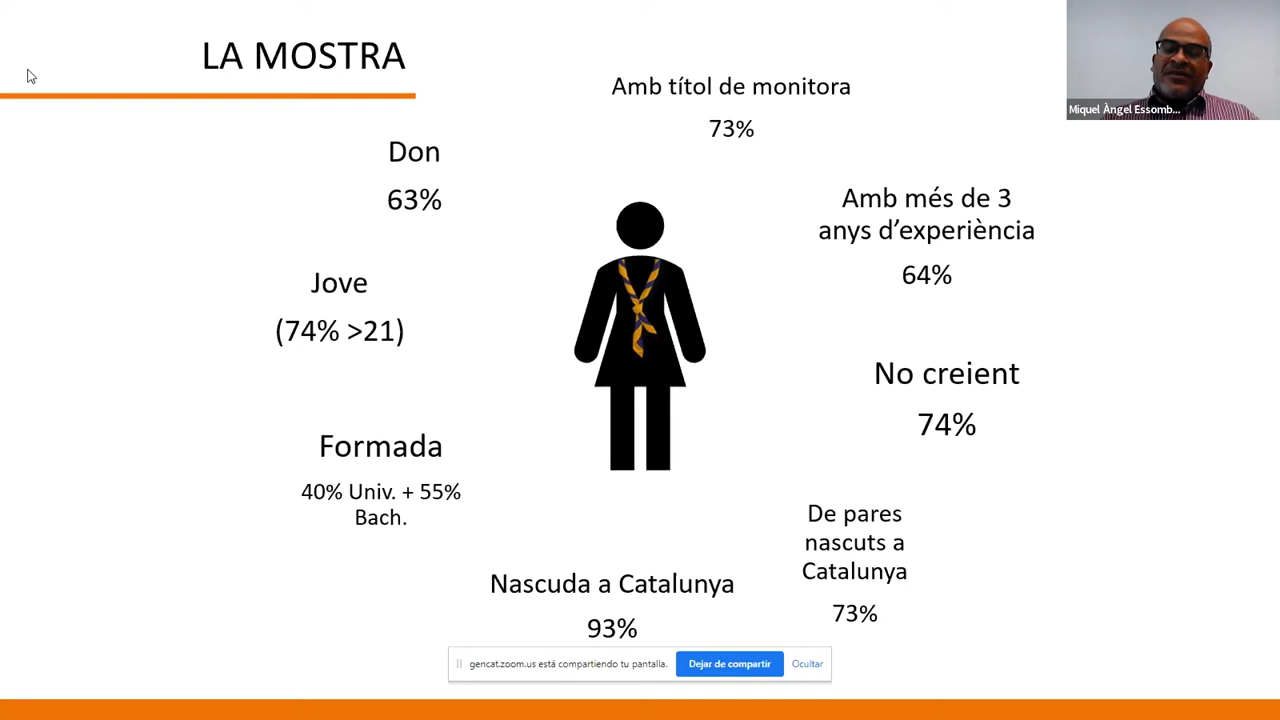 LA MOSTRA
Amb títol de monitora
73%
Miquel Àngel Essomb...
Don
63%
Amb més de 3
anys d’experiència
64%
Jove
(74% >21)
No creient
74%
Formada
40% Univ. + 55%
Bach.
De pares
nascuts a
Catalunya
73%
Nascuda a Catalunya
93%
gencat.zoom.us está compartiendo tu pantalla.
Dejar de compartir
Ocultar